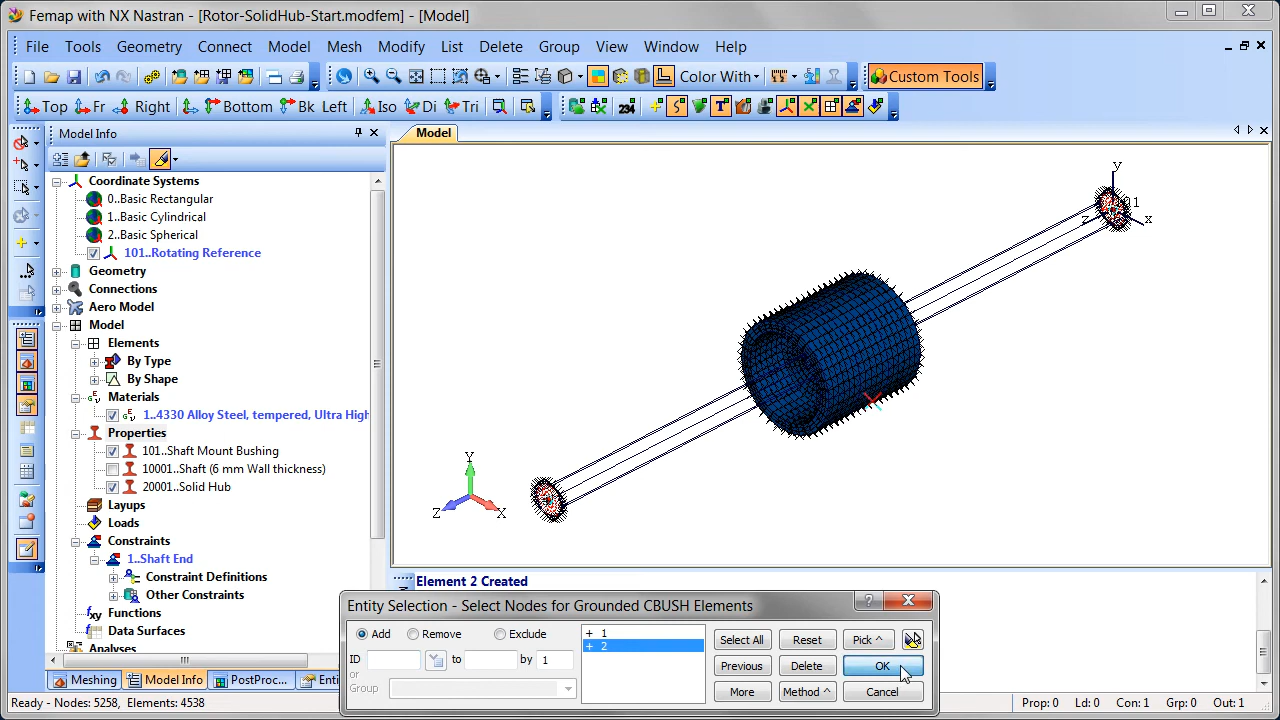 Femap with NX Nastran - [Rotor-SolidHub-Start.modfem] - [Model]
File Tools Geometry Connect Model Mesh Modify List Delete Group View Window Help
Color With Custom Tools
Top Fr Right Bottom Bk Left Iso Di Tri 234
Model Info
Model
Coordinate Systems
0..Basic Rectangular
1..Basic Cylindrical
2..Basic Spherical
101..Rotating Reference
Geometry
Connections
Aero Model
Model
Elements
By Type
By Shape
Materials
1..4330 Alloy Steel, tempered, Ultra High
Properties
101..Shaft Mount Bushing
10001..Shaft (6 mm Wall thickness)
20001..Solid Hub
Layups
Loads
Constraints
1..Shaft End
Constraint Definitions
Other Constraints
Functions
Data Surfaces
Analyses
Y
Z X
y
z x
Element 2 Created
Entity Selection - Select Nodes for Grounded CBUSH Elements
Add Remove Exclude
ID to by 1
or
Group
+ 1
+ 2
Select All Reset Pick ^
Previous Delete OK
More Method ^ Cancel
Meshing Model Info PostProc... Enti
Ready - Nodes: 5258, Elements: 4538 Prop: 0 Ld: 0 Con: 1 Grp: 0 Out: 1